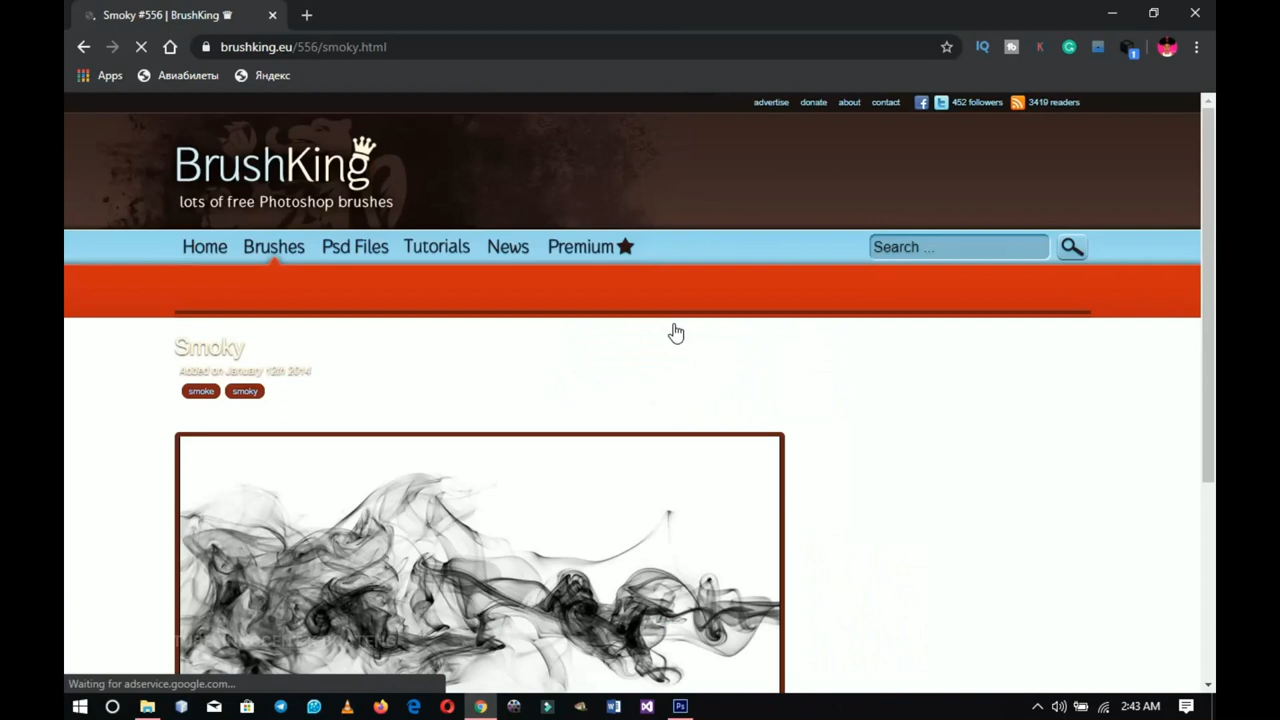 Smoky #556 | BrushKing
brushking.eu/556/smoky.html
Apps Авиабилеты Яндекс
advertise donate about contact 452 followers 3419 readers
BrushKing
lots of free Photoshop brushes
Home Brushes Psd Files Tutorials News Premium Search ...
Smoky
Added on January 12th 2014
smoke smoky
Waiting for adservice.google.com...
2:43 AM